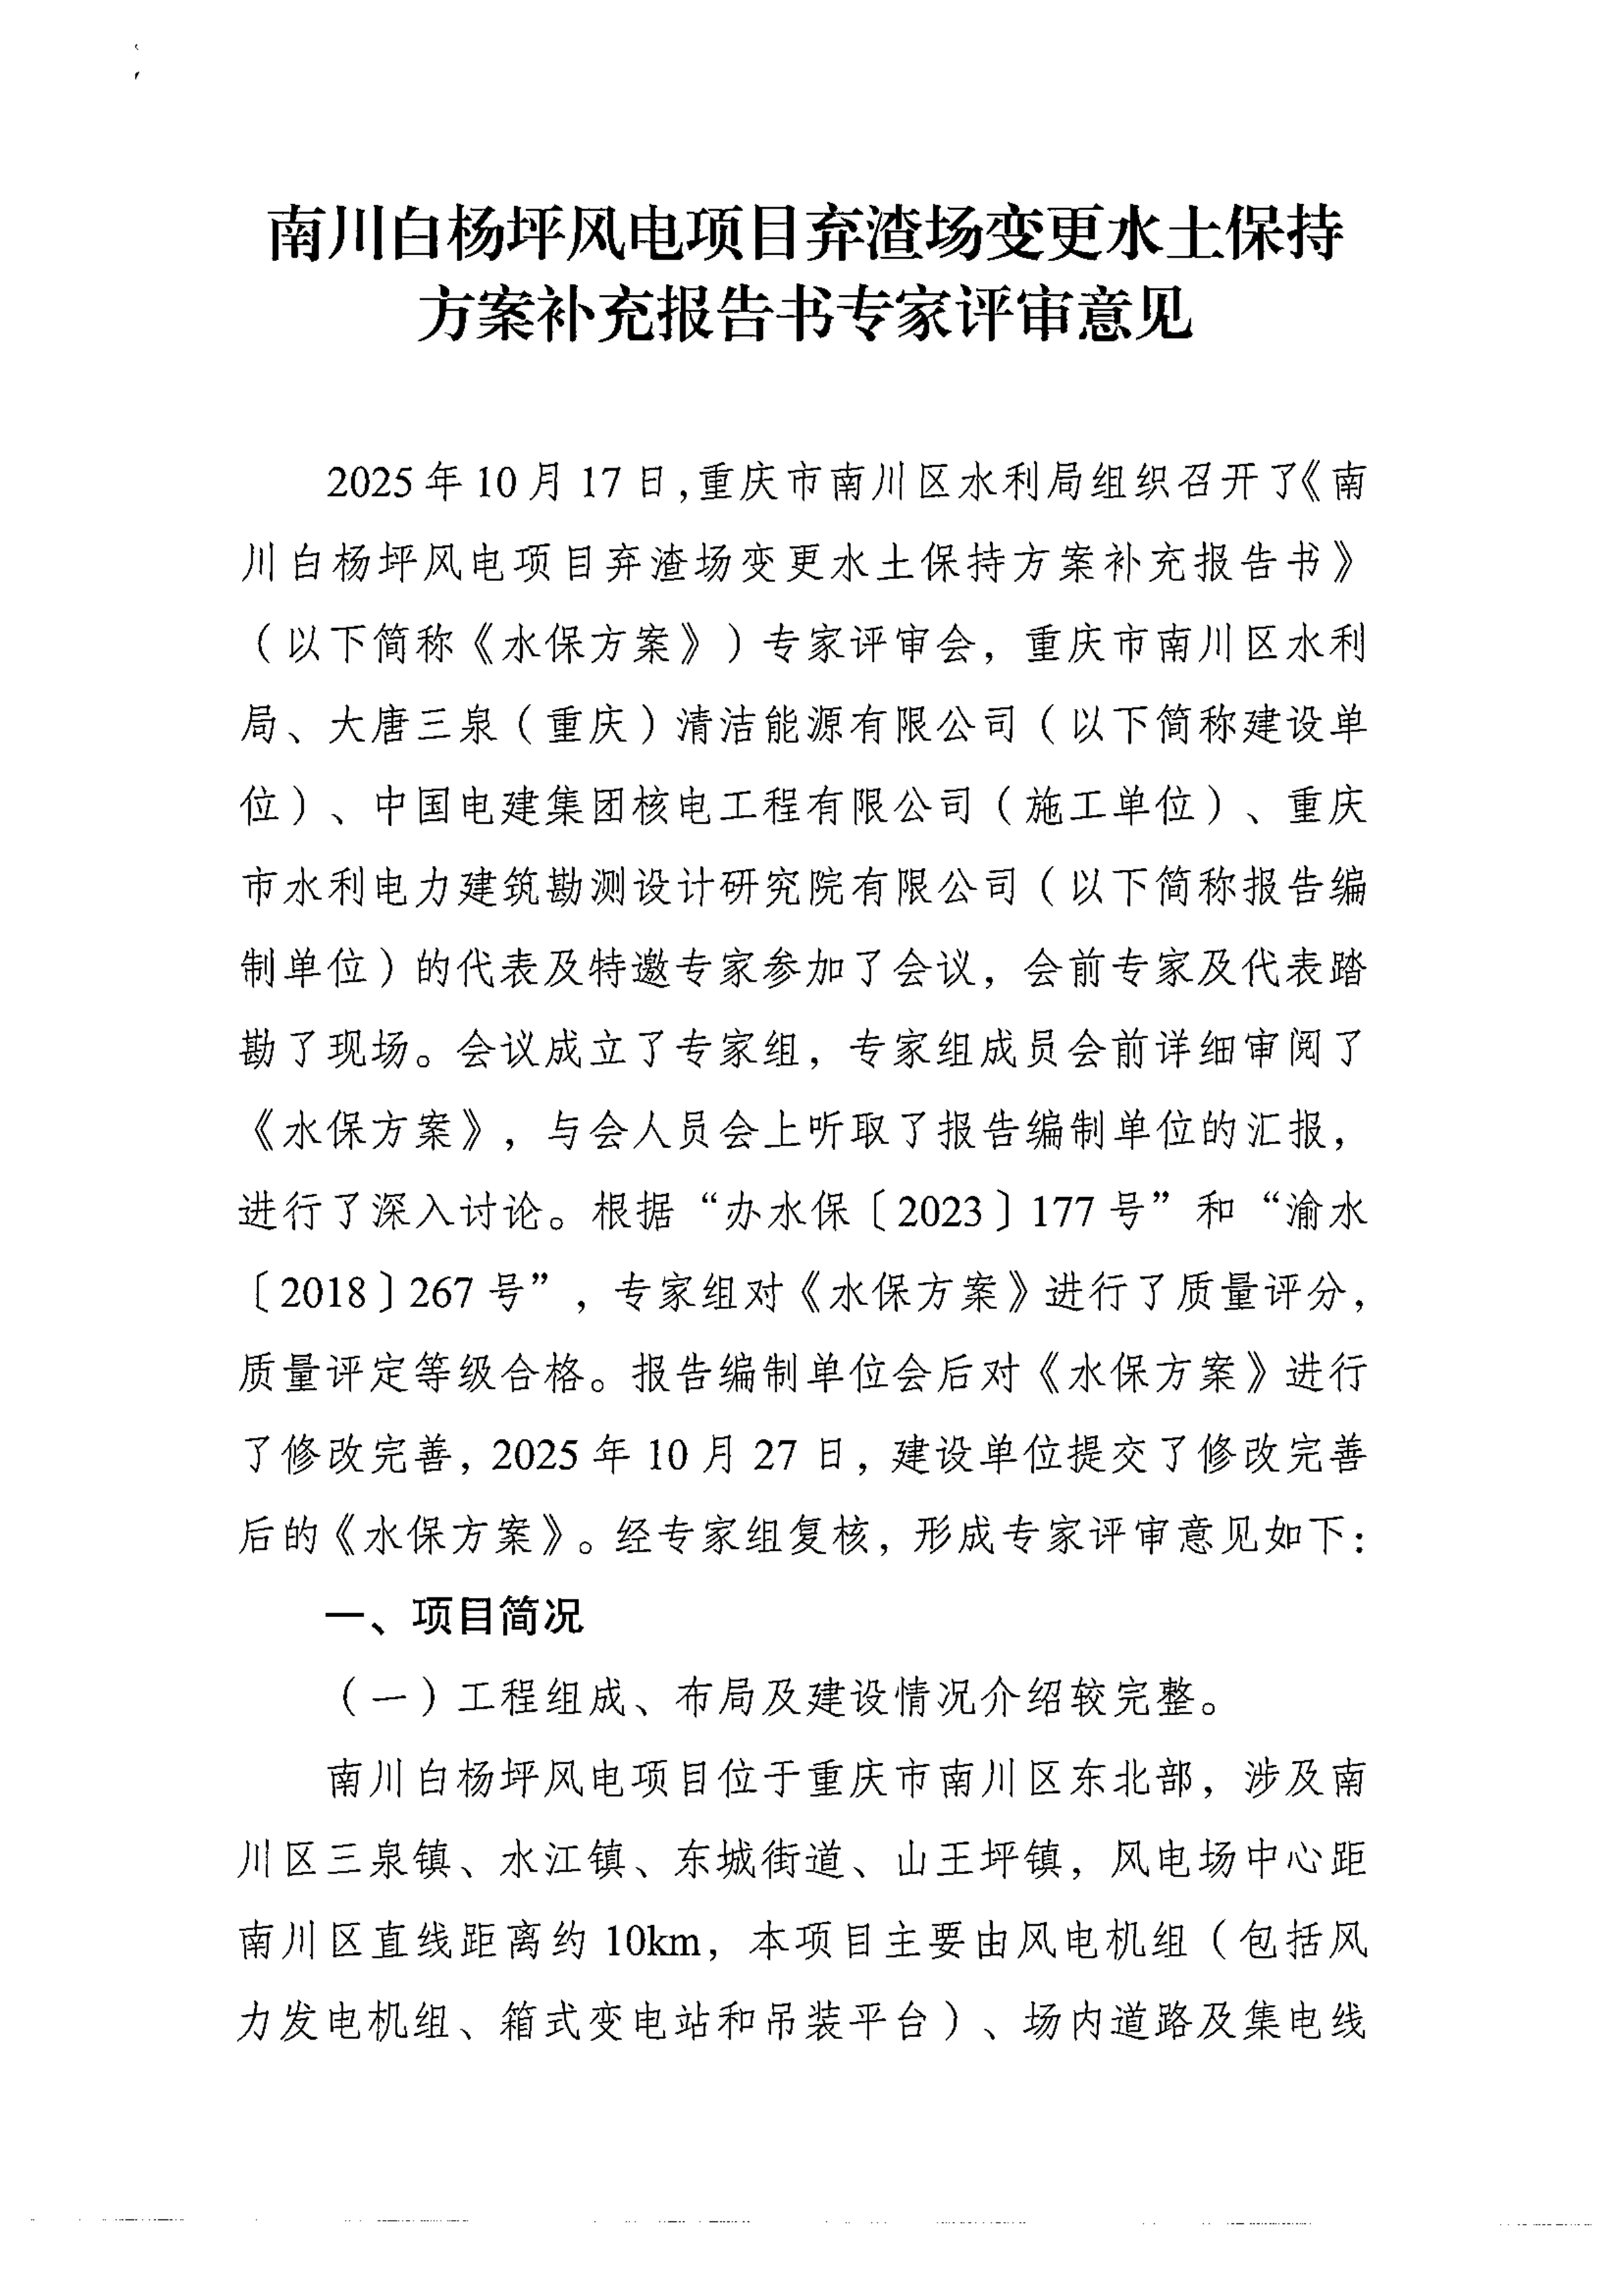 南川白杨坪风电项目弃渣场变更水土保持
方案补充报告书专家评审意见
2025年10月17日,重庆市南川区水利局组织召开了《南
川白杨坪风电项目弃渣场变更水土保持方案补充报告书》
（以下简称《水保方案》）专家评审会，重庆市南川区水利
局、大唐三泉（重庆）清洁能源有限公司（以下简称建设单
位）、中国电建集团核电工程有限公司（施工单位）、重庆
市水利电力建筑勘测设计研究院有限公司（以下简称报告编
制单位）的代表及特邀专家参加了会议，会前专家及代表踏
勘了现场。会议成立了专家组，专家组成员会前详细审阅了
《水保方案》，与会人员会上听取了报告编制单位的汇报，
进行了深入讨论。根据“办水保〔2023〕177号”和“渝水
〔2018〕267号”，专家组对《水保方案》进行了质量评分，
质量评定等级合格。报告编制单位会后对《水保方案》进行
了修改完善，2025年10月27日，建设单位提交了修改完善
后的《水保方案》。经专家组复核，形成专家评审意见如下：
一、项目简况
（一）工程组成、布局及建设情况介绍较完整。
南川白杨坪风电项目位于重庆市南川区东北部，涉及南
川区三泉镇、水江镇、东城街道、山王坪镇，风电场中心距
南川区直线距离约10km，本项目主要由风电机组（包括风
力发电机组、箱式变电站和吊装平台）、场内道路及集电线